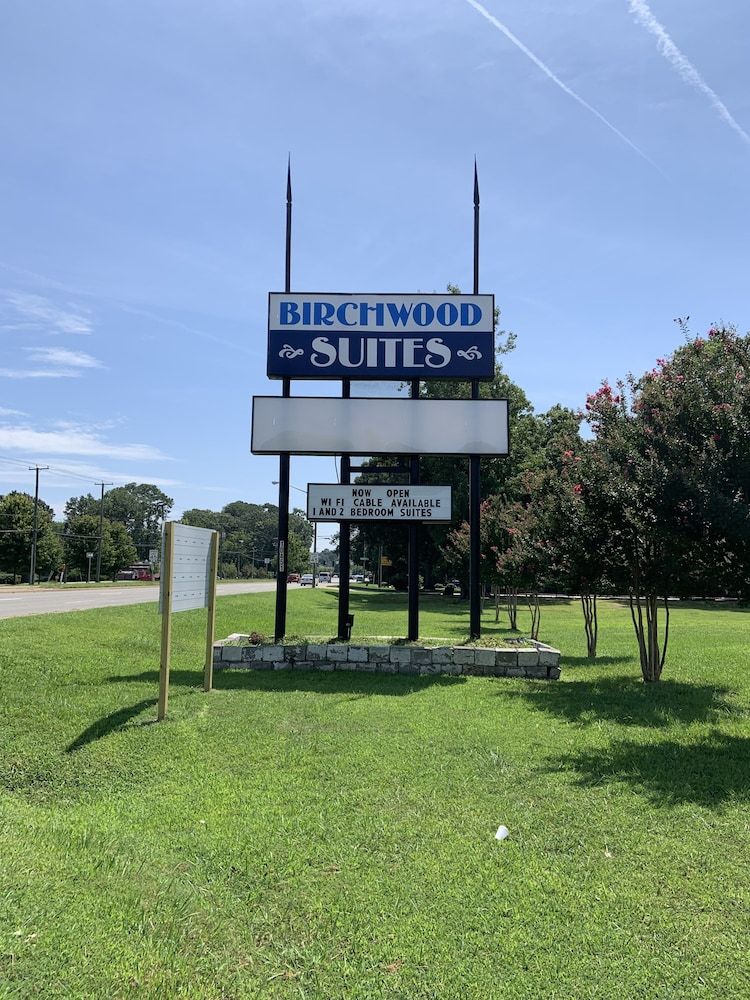 BIRCHWOOD
SUITES
NOW OPEN
WI FI CABLE AVAILABLE
1 AND 2 BEDROOM SUITES